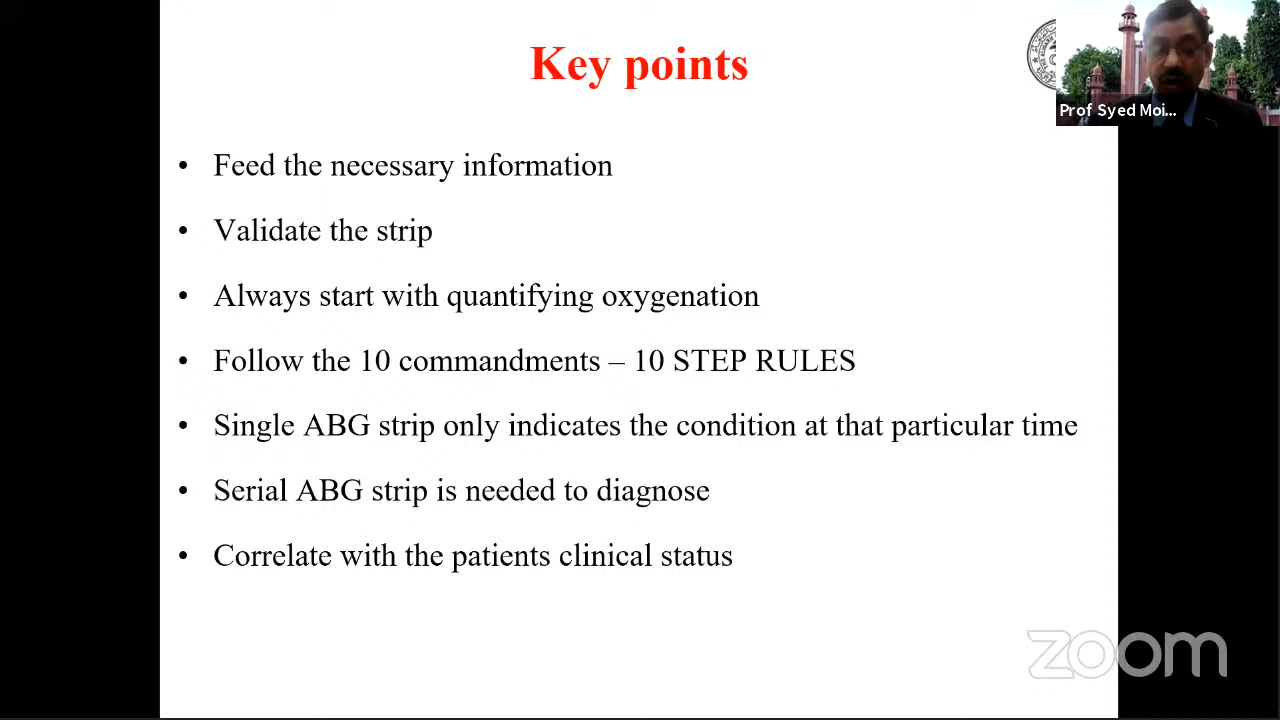 Key points
Prof Syed Moi...
• Feed the necessary information
• Validate the strip
• Always start with quantifying oxygenation
• Follow the 10 commandments – 10 STEP RULES
• Single ABG strip only indicates the condition at that particular time
• Serial ABG strip is needed to diagnose
• Correlate with the patients clinical status
zoom